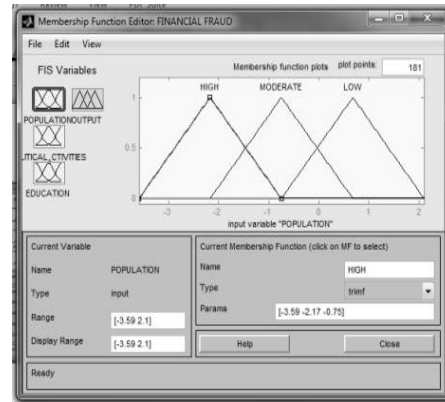 Membership Function Editor: FINANCIAL FRAUD
File Edit View
FIS Variables
POPULATIONOUTPUT
ITICAL_CTIVITIES
EDUCATION
Membership function plots
plot points:
181
HIGH
MODERATE
LOW
1
0.5
0
-3
-2
-1
0
1
2
input variable "POPULATION"
Current Variable
Name POPULATION
Type input
Range [-3.59 2.1]
Display Range [-3.59 2.1]
Current Membership Function (click on MF to select)
Name HIGH
Type trimf
Params [-3.59 -2.17 -0.75]
Help Close
Ready